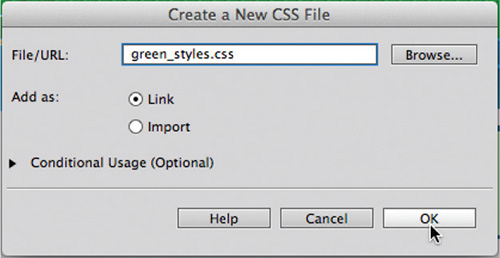 Create a New CSS File
File/URL: green_styles.css Browse...
Add as: Link
Import
Conditional Usage (Optional)
Help Cancel OK